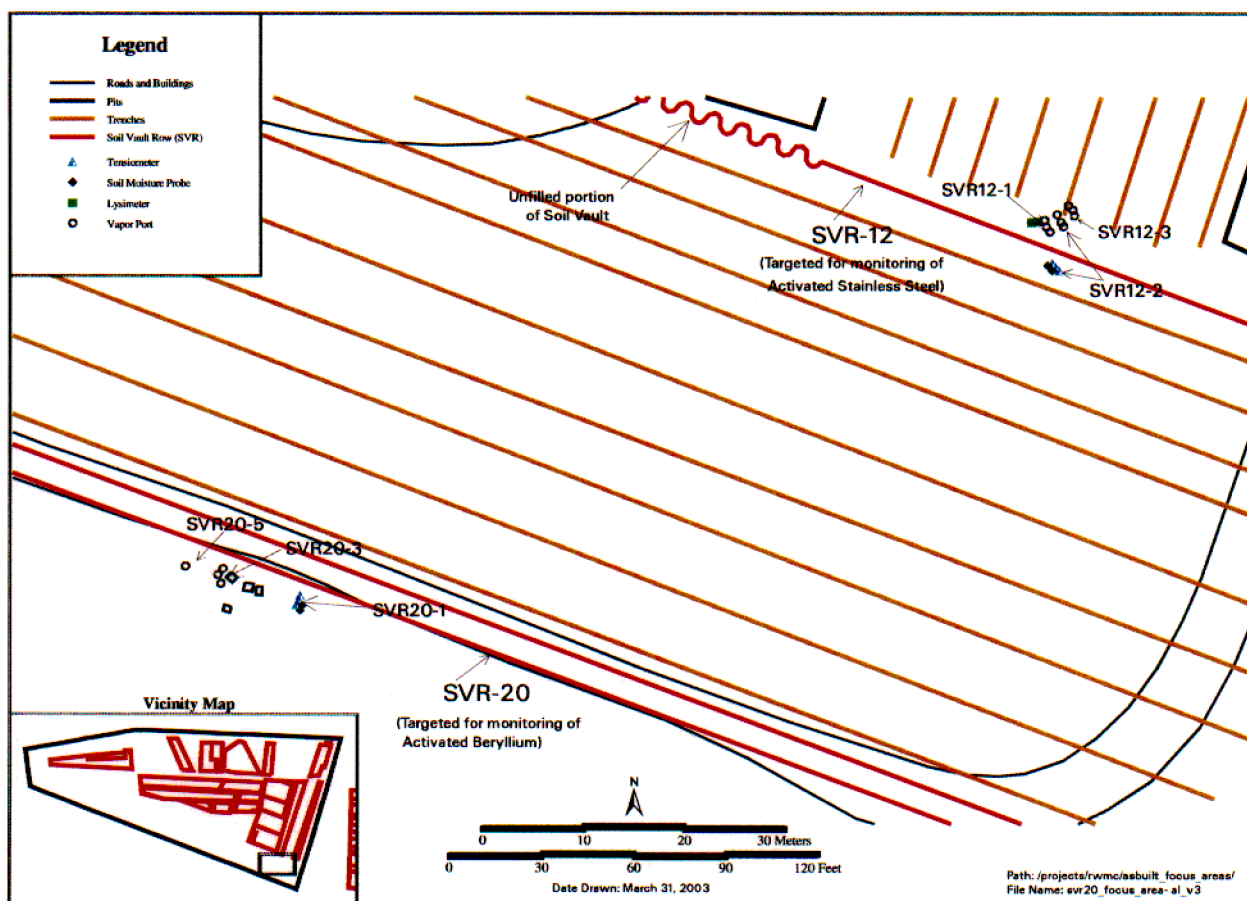 Legend
Roads and Buildings
Pits
Trenches
Soil Vault Row (SVR)
Tensiometer
Soil Moisture Probe
Lysimeter
Vapor Port
Unfilled portion
of Soil Vault
SVR-12
(Targeted for monitoring of
Activated Stainless Steel)
SVR12-1
SVR12-3
SVR12-2
SVR20-5
SVR20-3
SVR20-1
SVR-20
(Targeted for monitoring of
Activated Beryllium)
Vicinity Map
N
0 10 20 30 Meters
0 30 60 90 120 Feet
Date Drawn: March 31, 2003
Path: /projects/rwmc/asbuilt_focus_areas/
File Name: svr20_focus_area-al_v3